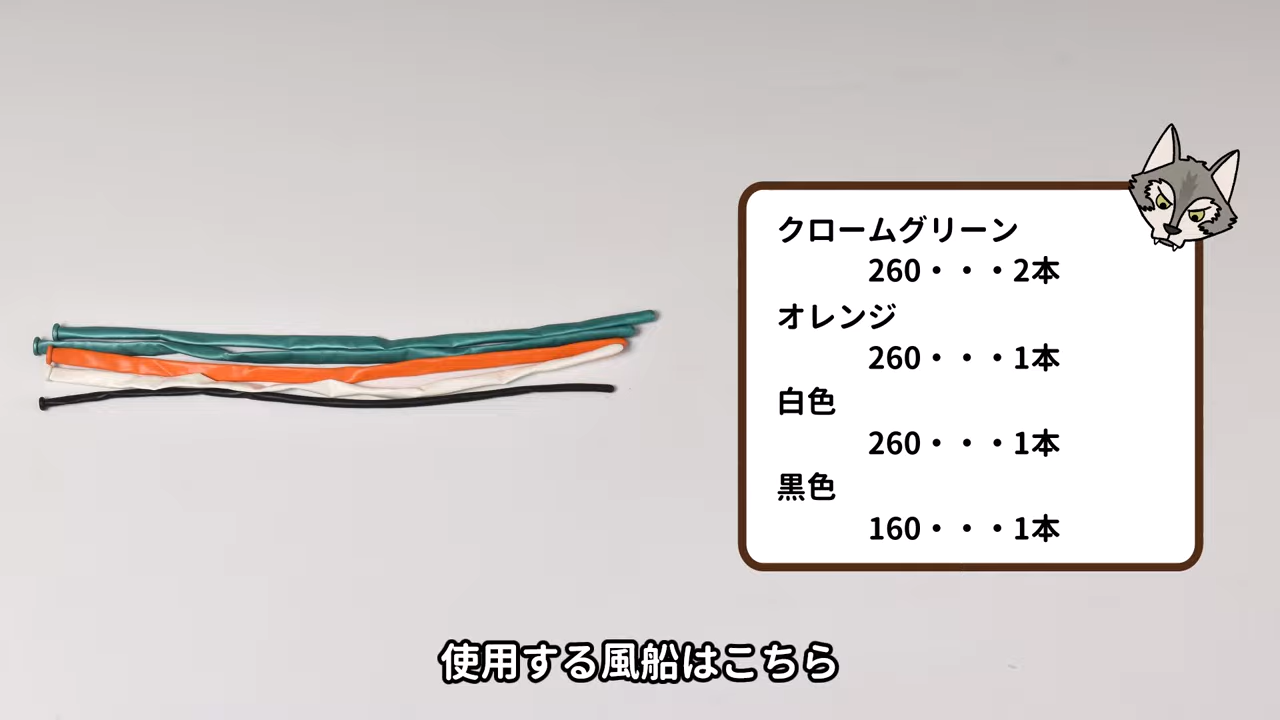 クロームグリーン
260・・・2本
オレンジ
260・・・1本
白色
260・・・1本
黒色
160・・・1本
使用する風船はこちら